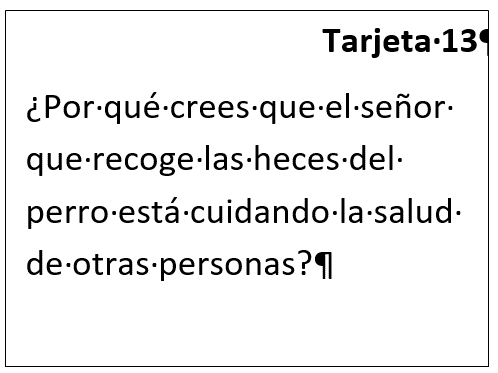 Tarjeta·13¶
¿Por·qué·crees·que·el·señor·
que·recoge·las·heces·del·
perro·está·cuidando·la·salud·
de·otras·personas?¶